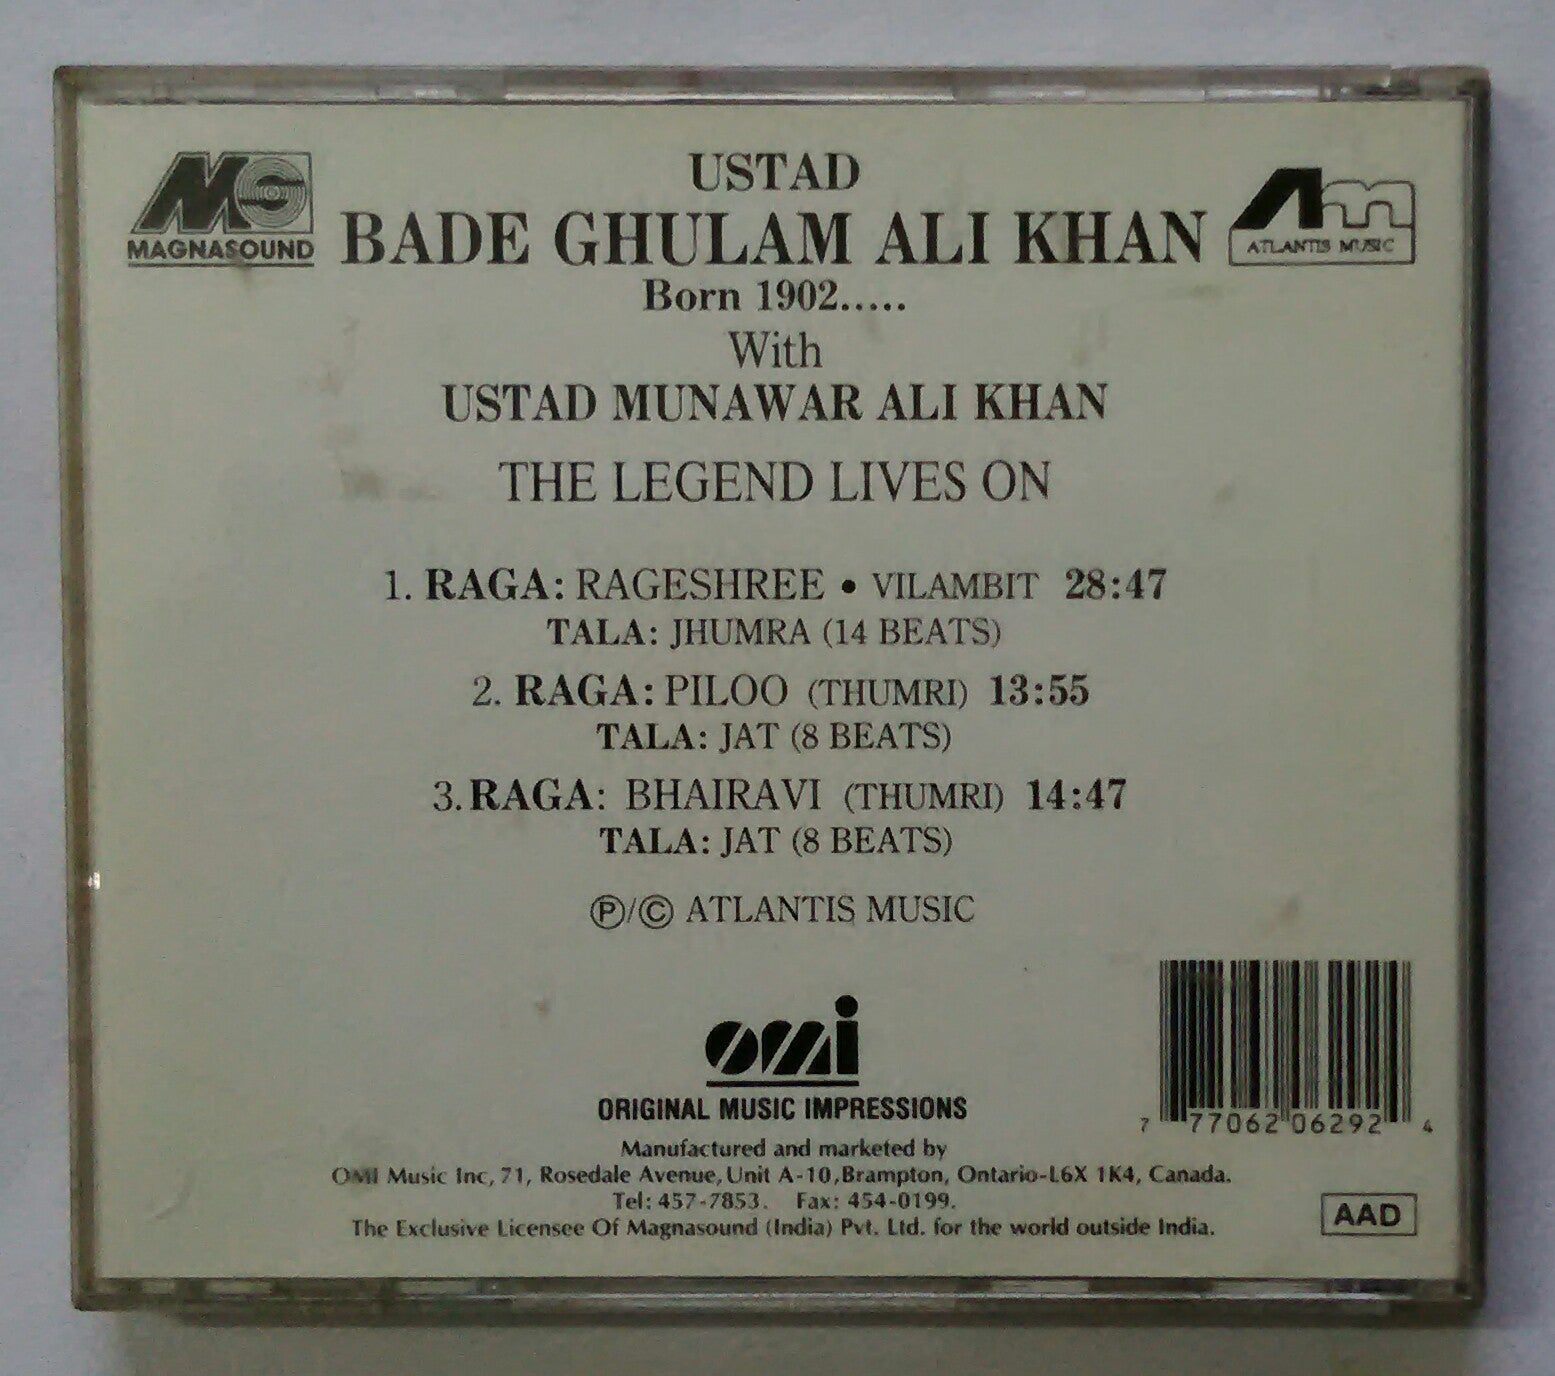 USTAD
MAGNASOUND
BADE GHULAM ALI KHAN
ATLANTIS MUSIC
Born 1902.....
With
USTAD MUNAWAR ALI KHAN
THE LEGEND LIVES ON
1. RAGA: RAGESHREE • VILAMBIT 28:47
TALA: JHUMRA (14 BEATS)
2. RAGA: PILOO (THUMRI) 13:55
TALA: JAT (8 BEATS)
3. RAGA: BHAIRAVI (THUMRI) 14:47
TALA: JAT (8 BEATS)
Ⓟ/© ATLANTIS MUSIC
omi
ORIGINAL MUSIC IMPRESSIONS
7 77062 06292 4
Manufactured and marketed by
OMI Music Inc, 71, Rosedale Avenue, Unit A-10, Brampton, Ontario-L6X 1K4, Canada.
Tel: 457-7853. Fax: 454-0199.
The Exclusive Licensee Of Magnasound (India) Pvt. Ltd. for the world outside India.
AAD